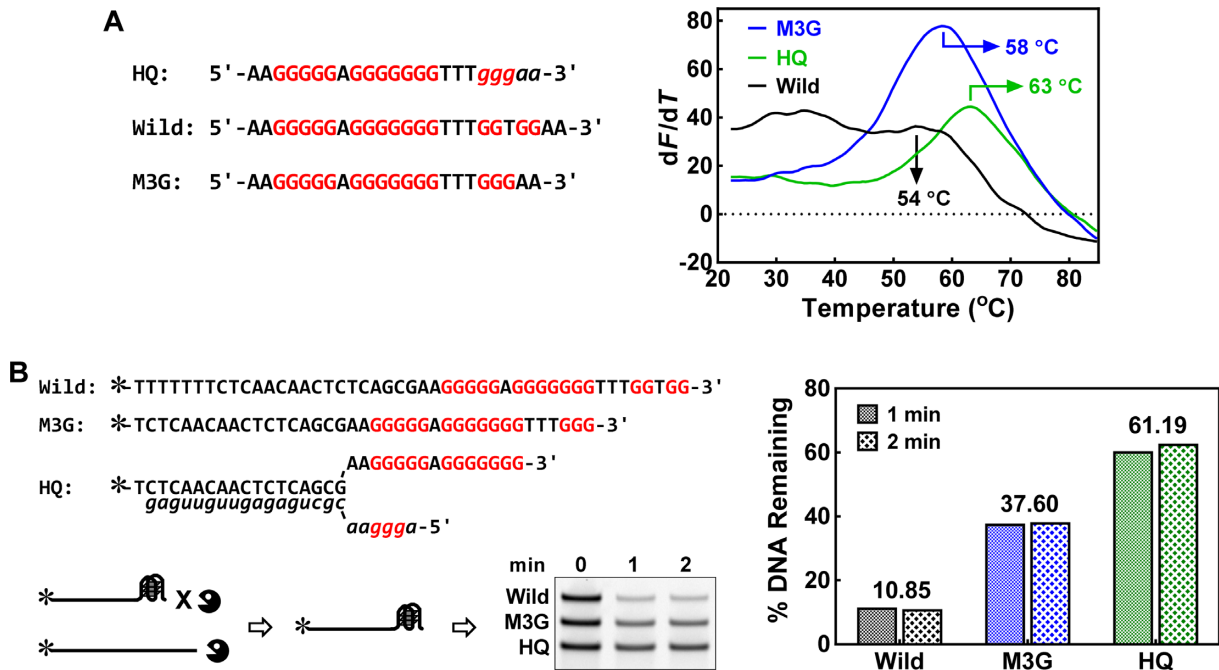 A
HQ: 5'-AAGGGGGAGGGGGGGTTTgggaa-3'
Wild: 5'-AAGGGGGAGGGGGGGTTTGGTGGAA-3'
M3G: 5'-AAGGGGGAGGGGGGGTTTGGGAA-3'
dF/dT
80
60
40
20
0
-20
M3G
HQ
Wild
58 °C
63 °C
54 °C
20 30 40 50 60 70 80
Temperature (°C)
B
Wild: *-TTTTTTTCTCAACAACTCTCAGCGAAGGGGGAGGGGGGGTTTGGTGG-3'
M3G: *-TCTCAACAACTCTCAGCGAAGGGGGAGGGGGGGTTTGGG-3'
AAGGGGGAGGGGGGG-3'
HQ: *-TCTCAACAACTCTCAGCG
gaguuguugagagucgc
aaggga-5'
* X
*
*
min 0 1 2
Wild
M3G
HQ
% DNA Remaining
80
60
40
20
0
1 min
2 min
10.85
37.60
61.19
Wild M3G HQ